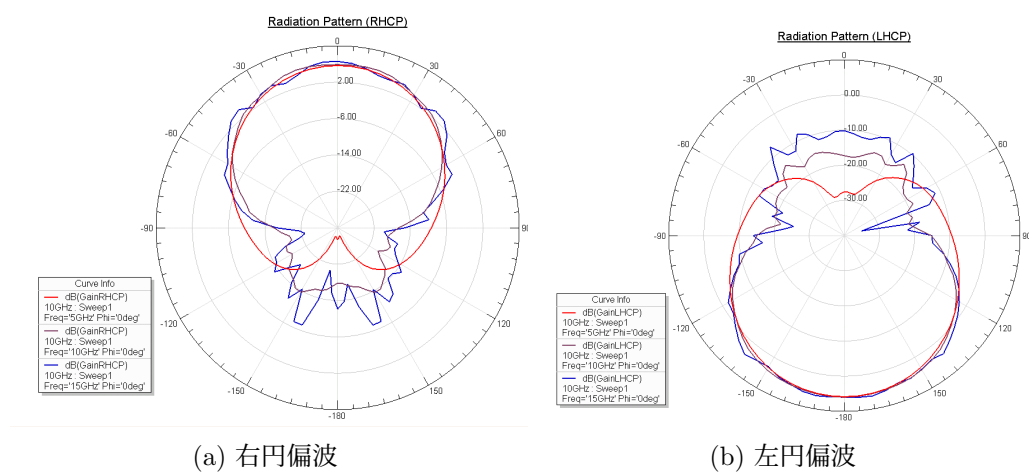 Radiation Pattern (RHCP)
0
-30
30
2.00
-6.00
-60
60
-14.00
-22.00
-90
90
-120
120
-150
150
-180
Curve Info
dB(GainRHCP)
10GHz : Sweep1
Freq='5GHz' Phi='0deg'
dB(GainRHCP)
10GHz : Sweep1
Freq='10GHz' Phi='0deg'
dB(GainRHCP)
10GHz : Sweep1
Freq='15GHz' Phi='0deg'
(a) 右円偏波
Radiation Pattern (LHCP)
0
-30
30
0.00
-10.00
-60
60
-20.00
-30.00
-90
90
-120
120
-150
150
-180
Curve Info
dB(GainLHCP)
10GHz : Sweep1
Freq='5GHz' Phi='0deg'
dB(GainLHCP)
10GHz : Sweep1
Freq='10GHz' Phi='0deg'
dB(GainLHCP)
10GHz : Sweep1
Freq='15GHz' Phi='0deg'
(b) 左円偏波